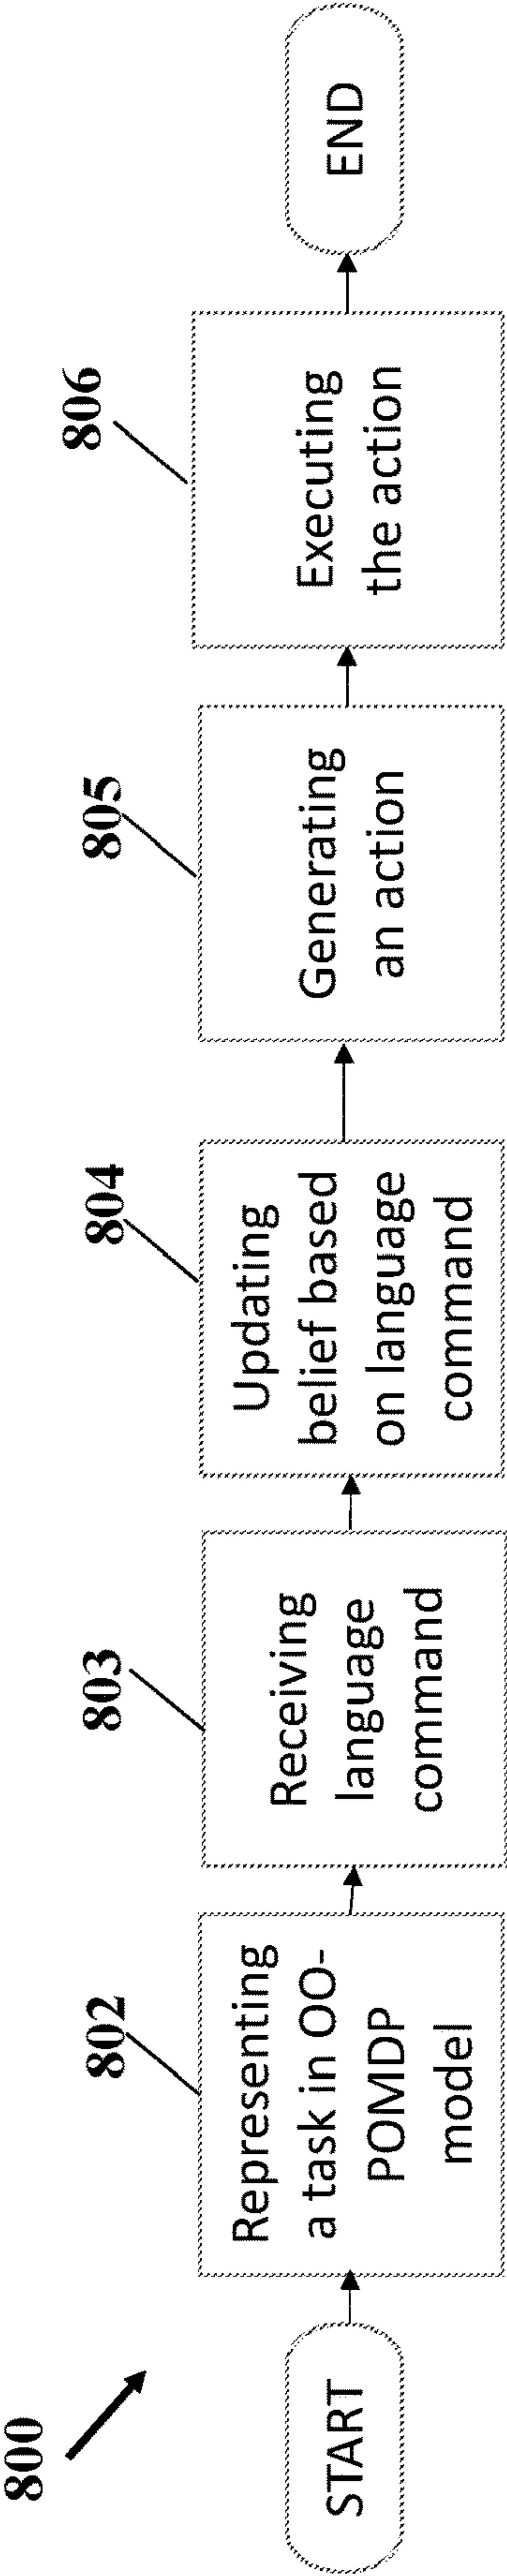 800
START
802
Representing
a task in OO-
POMDP
model
803
Receiving
language
command
804
Updating
belief based
on language
command
805
Generating
an action
806
Executing
the action
END